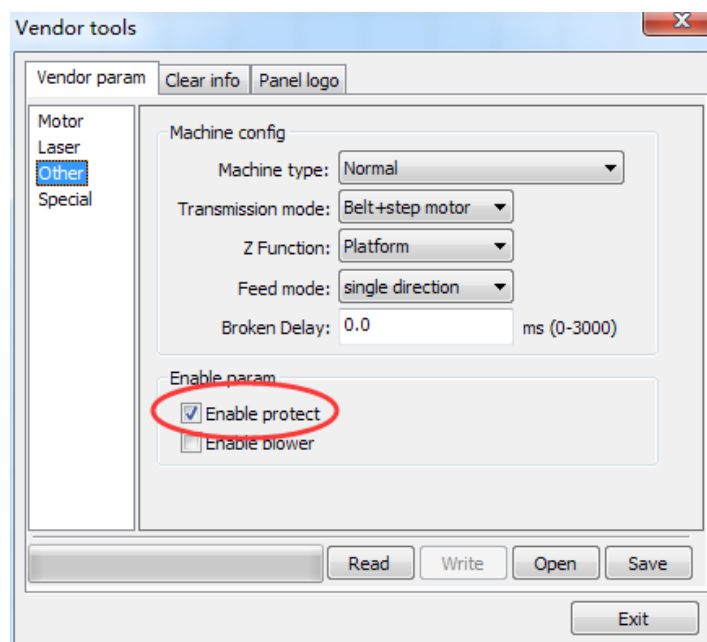 Vendor tools
Vendor param Clear info Panel logo
Motor
Laser
Other
Special
Machine config
Machine type: Normal
Transmission mode: Belt+step motor
Z Function: Platform
Feed mode: single direction
Broken Delay: 0.0 ms (0-3000)
Enable param
Enable protect
Enable blower
Read Write Open Save
Exit